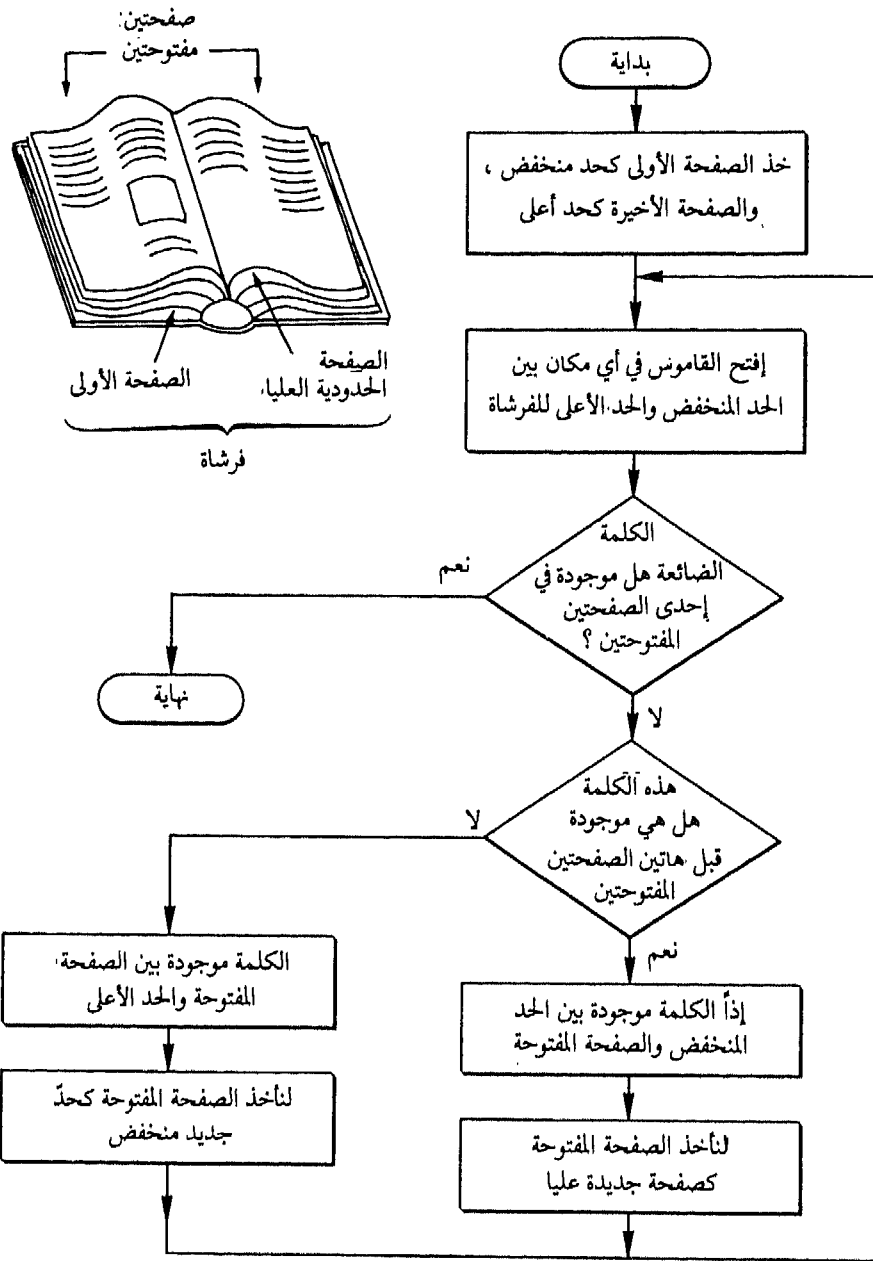 صفحتين:
مفتوحتين
الصفحة
الحدودية العليا
الصفحة الأولى
فرشاة
بداية
خذ الصفحة الأولى كحد منخفض ،
والصفحة الأخيرة كحد أعلى
إفتح القاموس في أي مكان بين
الحد المنخفض والحد الأعلى للفرشاة
الكلمة
الضائعة هل موجودة في
إحدى الصفحتين
المفتوحتين ؟
نعم
نهاية
لا
هذه الكلمة
هل هي موجودة
قبل هاتين الصفحتين
المفتوحتين
لا
نعم
الكلمة موجودة بين الصفحة
المفتوحة والحد الأعلى
لنأخذ الصفحة المفتوحة كحدّ
جديد منخفض
إذاً الكلمة موجودة بين الحد
المنخفض والصفحة المفتوحة
لنأخذ الصفحة المفتوحة
كصفحة جديدة عليا